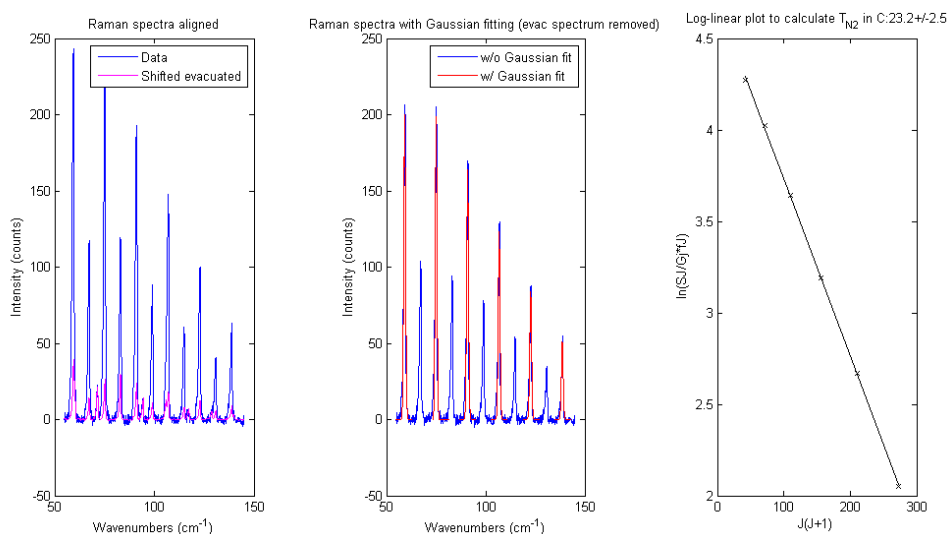 Raman spectra aligned
250
200
150
100
50
0
-50
50
100
150
Intensity (counts)
Wavenumbers (cm⁻¹)
Data
Shifted evacuated
Raman spectra with Gaussian fitting (evac spectrum removed)
250
200
150
100
50
0
-50
50
100
150
Intensity (counts)
Wavenumbers (cm⁻¹)
w/o Gaussian fit
w/ Gaussian fit
Log-linear plot to calculate T_N2 in C:23.2+/-2.5
4.5
4
3.5
3
2.5
2
0
100
200
300
ln(SJ/Gj*fJ)
J(J+1)